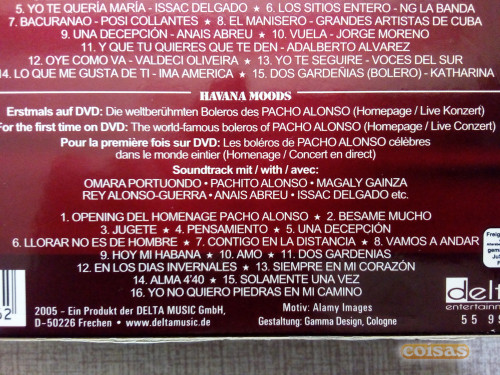 5. YO TE QUERÍA MARÍA - ISSAC DELGADO ★ 6. LOS SITIOS ENTERO - NG LA BANDA
7. BACURANAO - POSI COLLANTES ★ 8. EL MANISERO - GRANDES ARTISTAS DE CUBA
9. UNA DECEPCIÓN - ANAIS ABREU ★ 10. VUELA - JORGE MORENO
11. Y QUE TU QUIERES QUE TE DEN - ADALBERTO ALVAREZ
12. OYE COMO VA - VALDECI OLIVEIRA ★ 13. YO TE SEGUIRE - VOCES DEL SUR
14. LO QUE ME GUSTA DE TI - IMA AMERICA ★ 15. DOS GARDEÑIAS (BOLERO) - KATHARINA
HAVANA MOODS
Erstmals auf DVD: Die weltberühmten Boleros des PACHO ALONSO (Homepage / Live Konzert)
For the first time on DVD: The world-famous boleros of PACHO ALONSO (Homepage / Live Concert)
Pour la première fois sur DVD: Les boléros de PACHO ALONSO célèbres
dans le monde eintier (Homenage / Concert en direct)
Soundtrack mit / with / avec:
OMARA PORTUONDO • PACHITO ALONSO • MAGALY GAINZA
REY ALONSO-GUERRA • ANAIS ABREU • ISSAC DELGADO etc.
1. OPENING DEL HOMENAGE PACHO ALONSO ★ 2. BESAME MUCHO
3. JUGETE ★ 4. PENSAMIENTO ★ 5. UNA DECEPCIÓN
6. LLORAR NO ES DE HOMBRE ★ 7. CONTIGO EN LA DISTANCIA ★ 8. VAMOS A ANDAR
9. HOY MI HABANA ★ 10. AMO ★ 11. DOS GARDENIAS
12. EN LOS DIAS INVERNALES ★ 13. SIEMPRE EN MI CORAZÓN
14. ALMA 4'40 ★ 15. SOLAMENTE UNA VEZ
16. YO NO QUIERO PIEDRAS EN MI CAMINO
2005 - Ein Produkt der DELTA MUSIC GmbH,
D-50226 Frechen • www.deltamusic.de
Motiv: Alamy Images
Gestaltung: Gamma Design, Cologne
Freig
gem
delta
entertainme
55 9
62
coisas